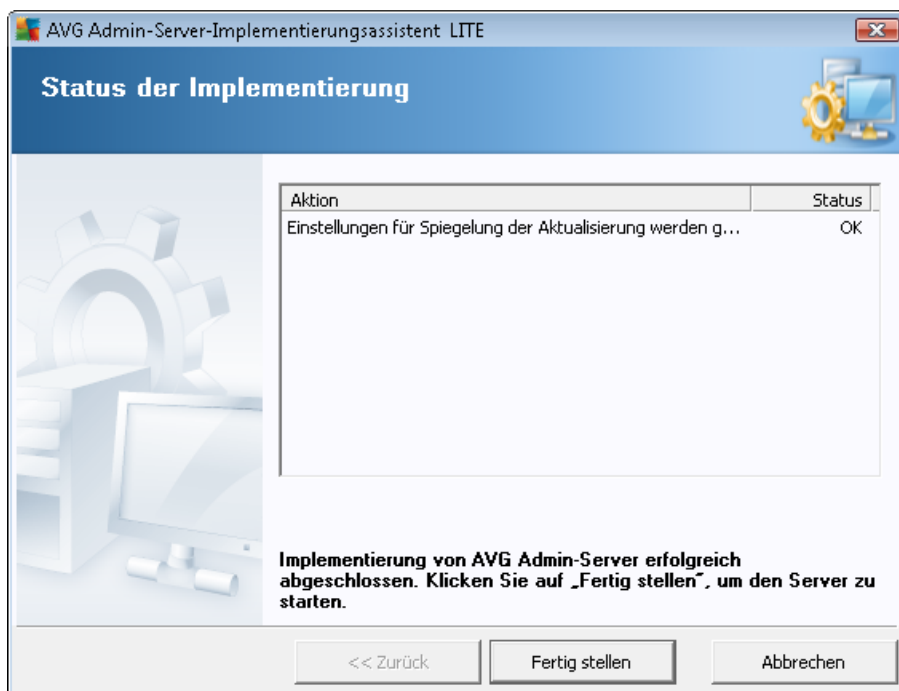 AVG Admin-Server-Implementierungsassistent LITE
Status der Implementierung
Aktion Status
Einstellungen für Spiegelung der Aktualisierung werden g... OK
Implementierung von AVG Admin-Server erfolgreich
abgeschlossen. Klicken Sie auf „Fertig stellen“, um den Server zu
starten.
<< Zurück Fertig stellen Abbrechen